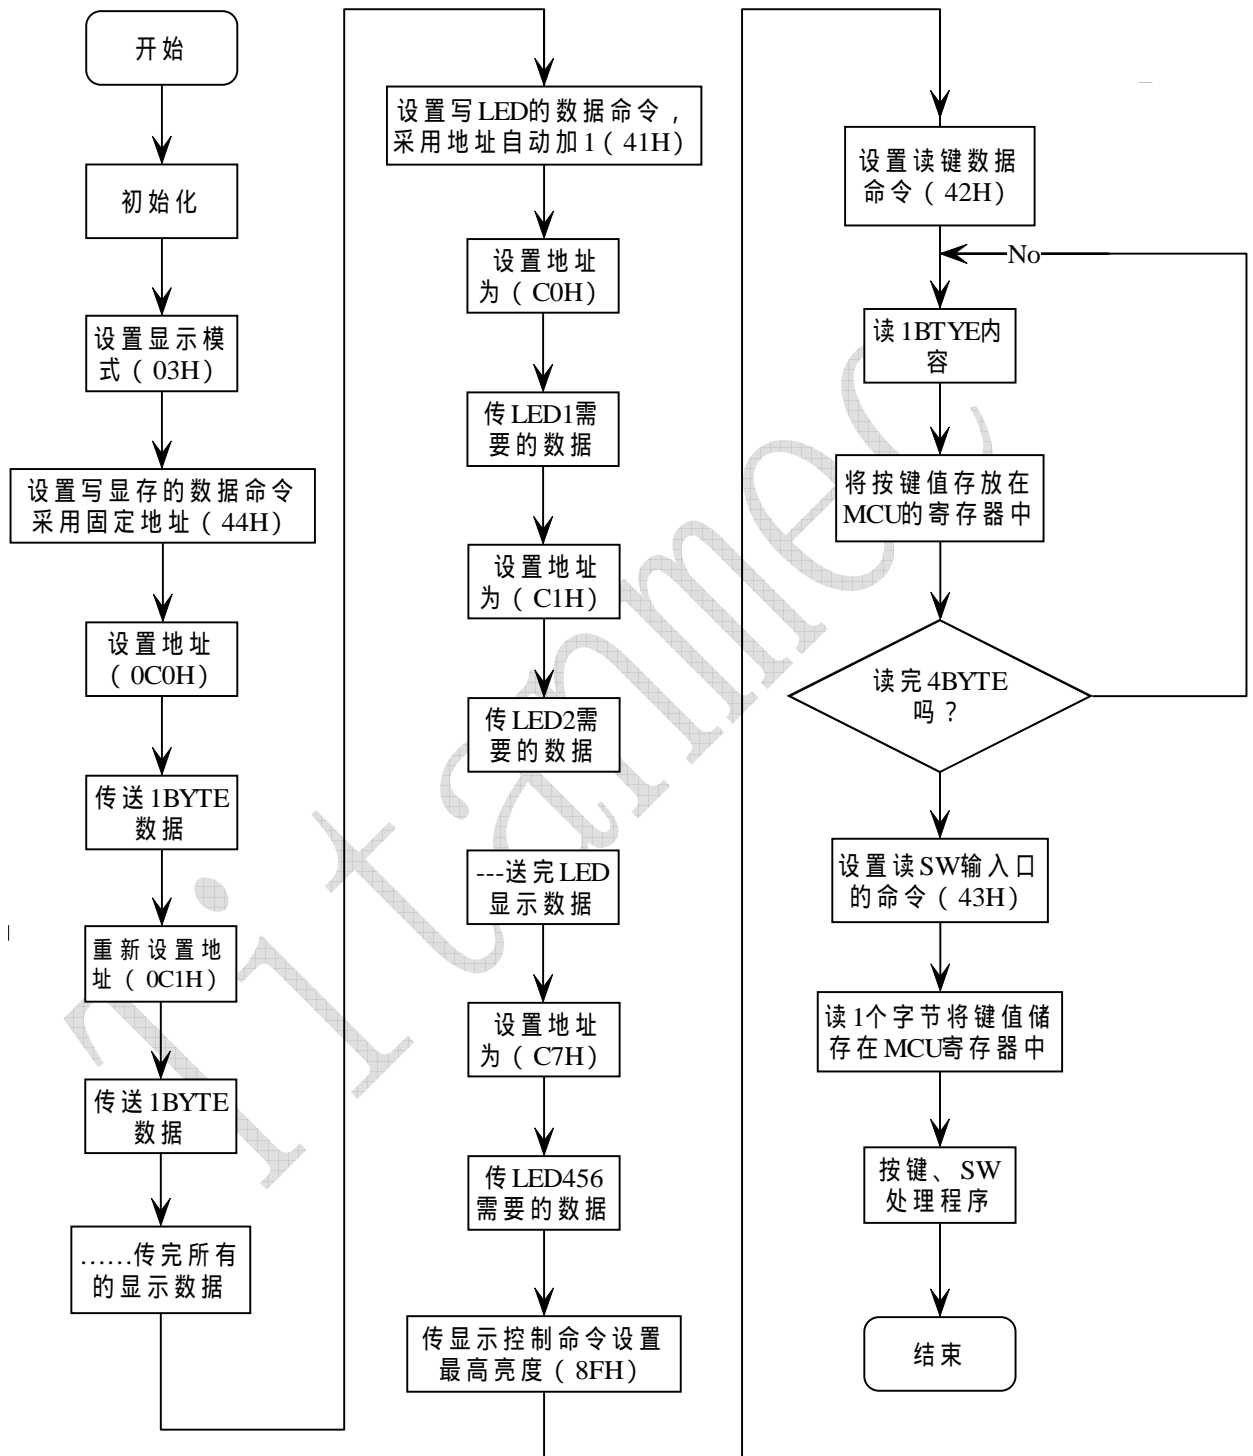 开始
初始化
设置显示模
式（03H）
设置写显存的数据命令
采用固定地址（44H）
设置地址
（0C0H）
传送1BYTE
数据
重新设置地
址（0C1H）
传送1BYTE
数据
……传完所有
的显示数据
设置写LED的数据命令，
采用地址自动加1（41H）
设置地址
为（C0H）
传LED1需
要的数据
设置地址
为（C1H）
传LED2需
要的数据
---送完LED
显示数据
设置地址
为（C7H）
传LED456
需要的数据
传显示控制命令设置
最高亮度（8FH）
设置读键数据
命令（42H）
No
读1BTYE内
容
将按键值存放在
MCU的寄存器中
读完4BYTE
吗？
设置读SW输入口
的命令（43H）
读1个字节将键值储
存在MCU寄存器中
按键、SW
处理程序
结束
Titanmec